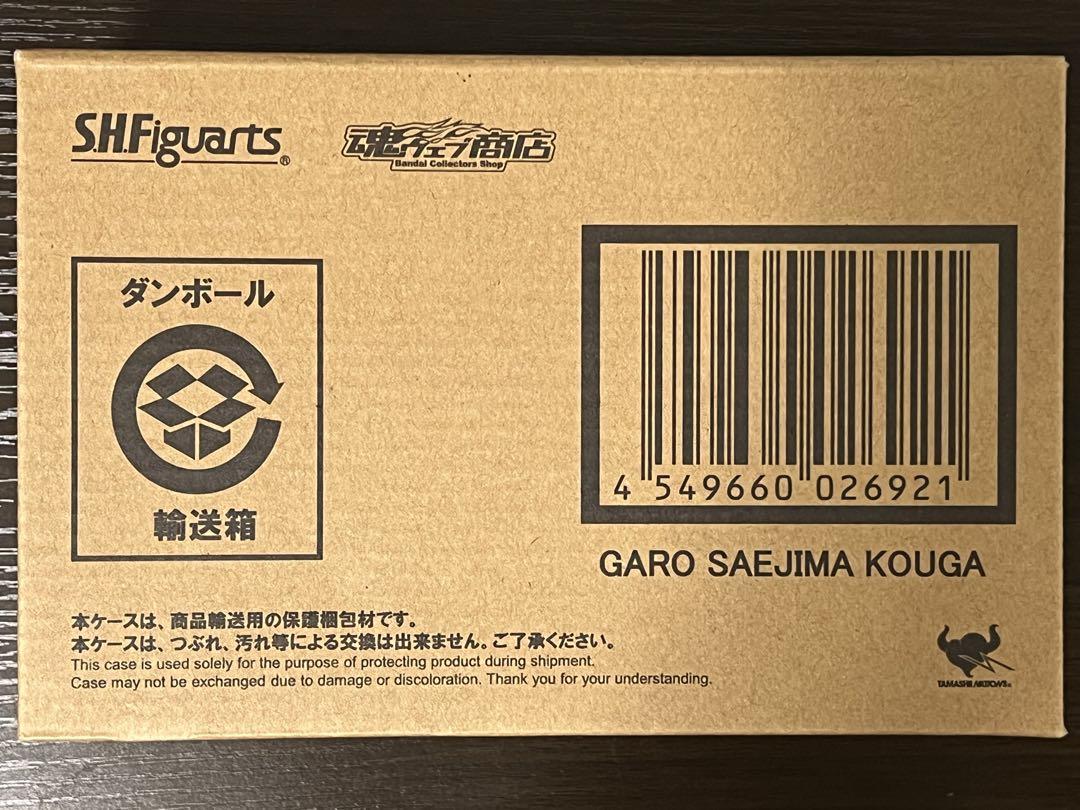 S.H.Figuarts®
魂ウェブ商店
Bandai Collectors Shop
ダンボール
輸送箱
4 549660 026921
GARO SAEJIMA KOUGA
本ケースは、商品輸送用の保護梱包材です。
本ケースは、つぶれ、汚れ等による交換は出来ません。ご了承ください。
This case is used solely for the purpose of protecting product during shipment.
Case may not be exchanged due to damage or discoloration. Thank you for your understanding.
TAMASHII NATIONS